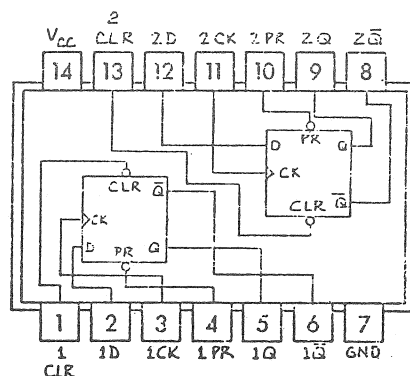 2
V_CC CLR 2D 2CK 2PR 2Q 2Q̅
14 13 12 11 10 9 8
PR
D Q
CK
CLR Q̅
CLR Q̅
CK
D PR Q
1 2 3 4 5 6 7
1 1D 1CK 1PR 1Q 1Q̅ GND
CLR